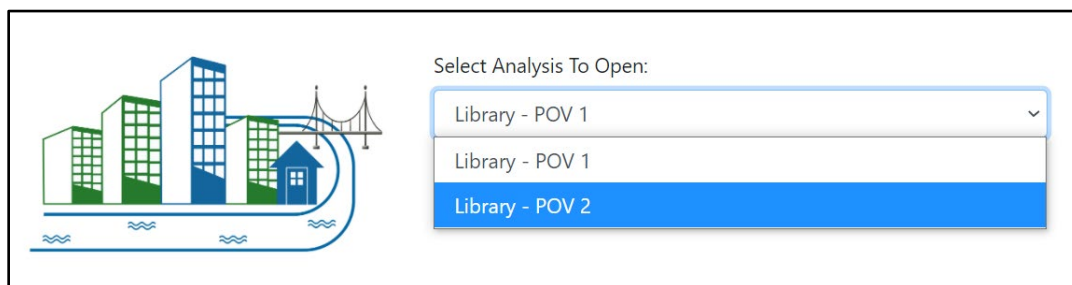 Select Analysis To Open:
Library - POV 1
Library - POV 1
Library - POV 2